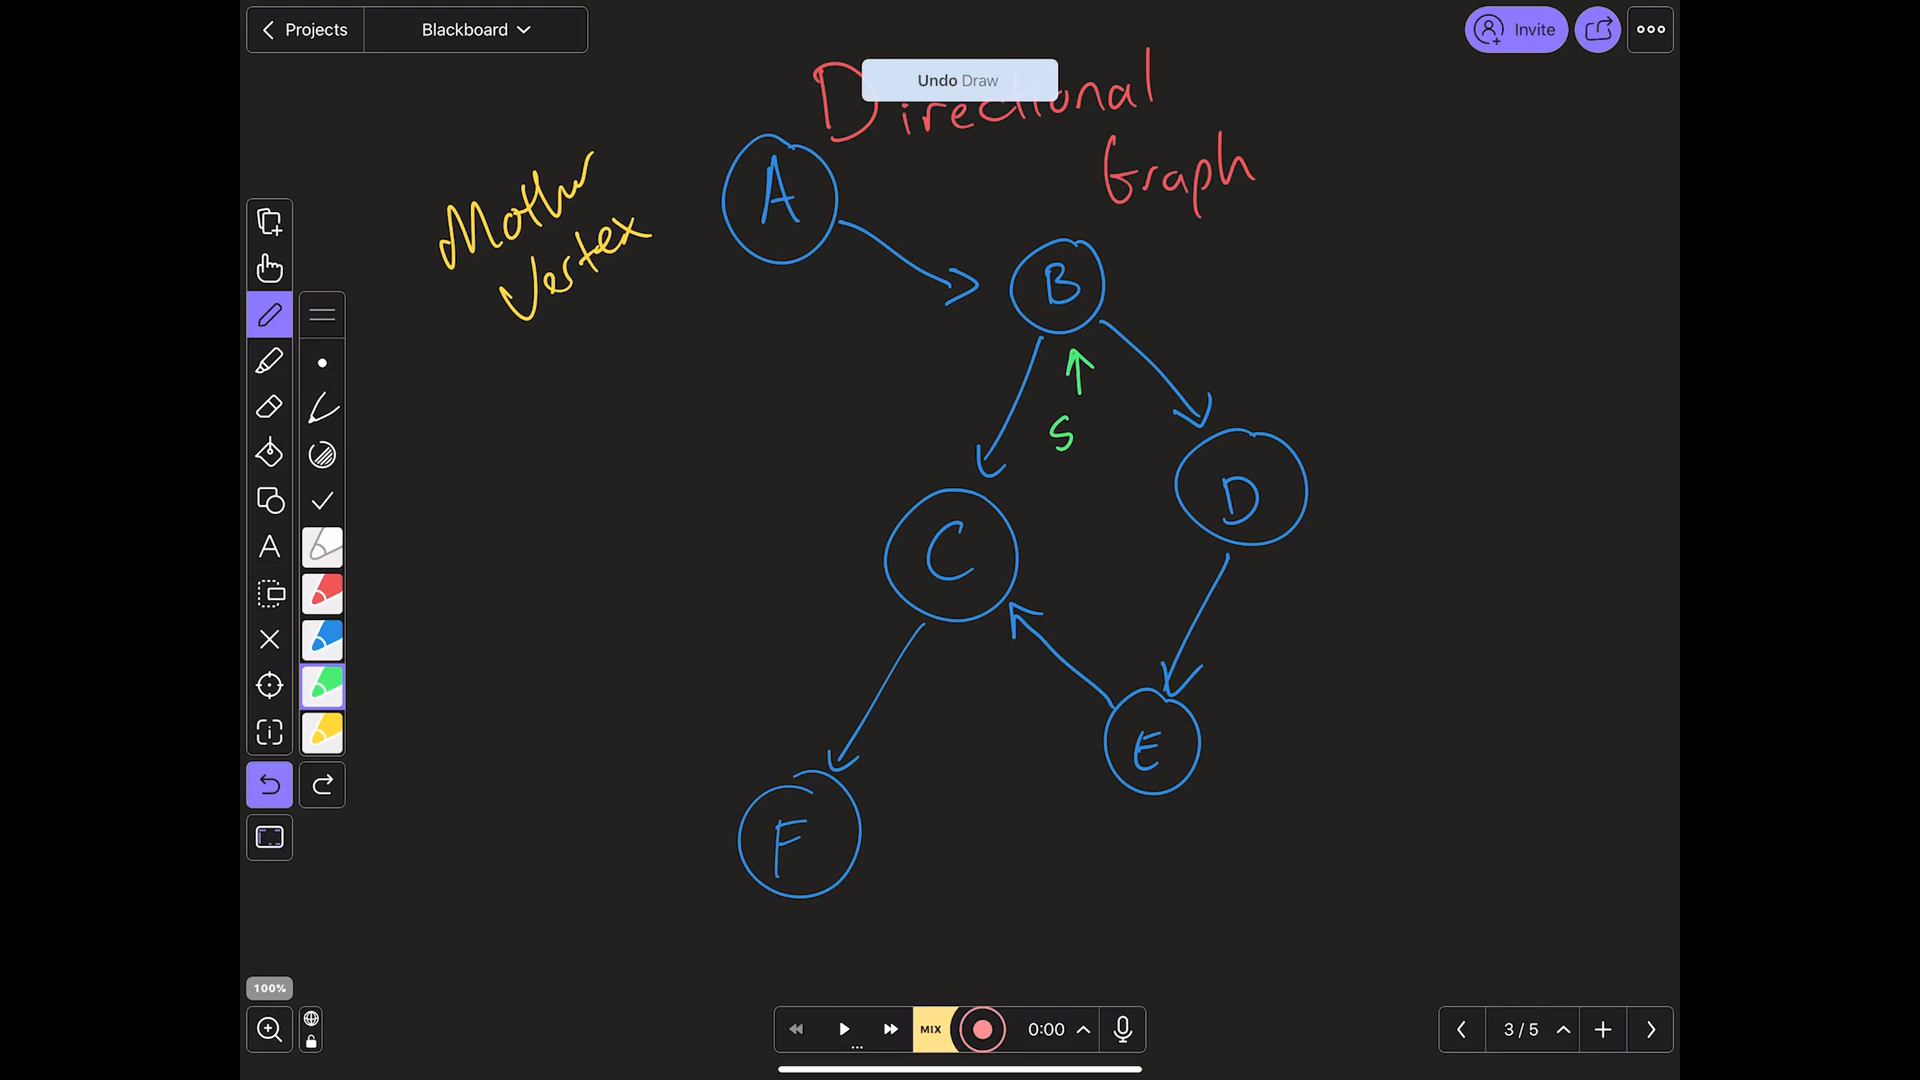 Projects
Blackboard
Invite
Undo Draw
Directional
Graph
Mother
Vertex
A
B
S
D
C
E
F
A
100%
MIX
0:00
3 / 5